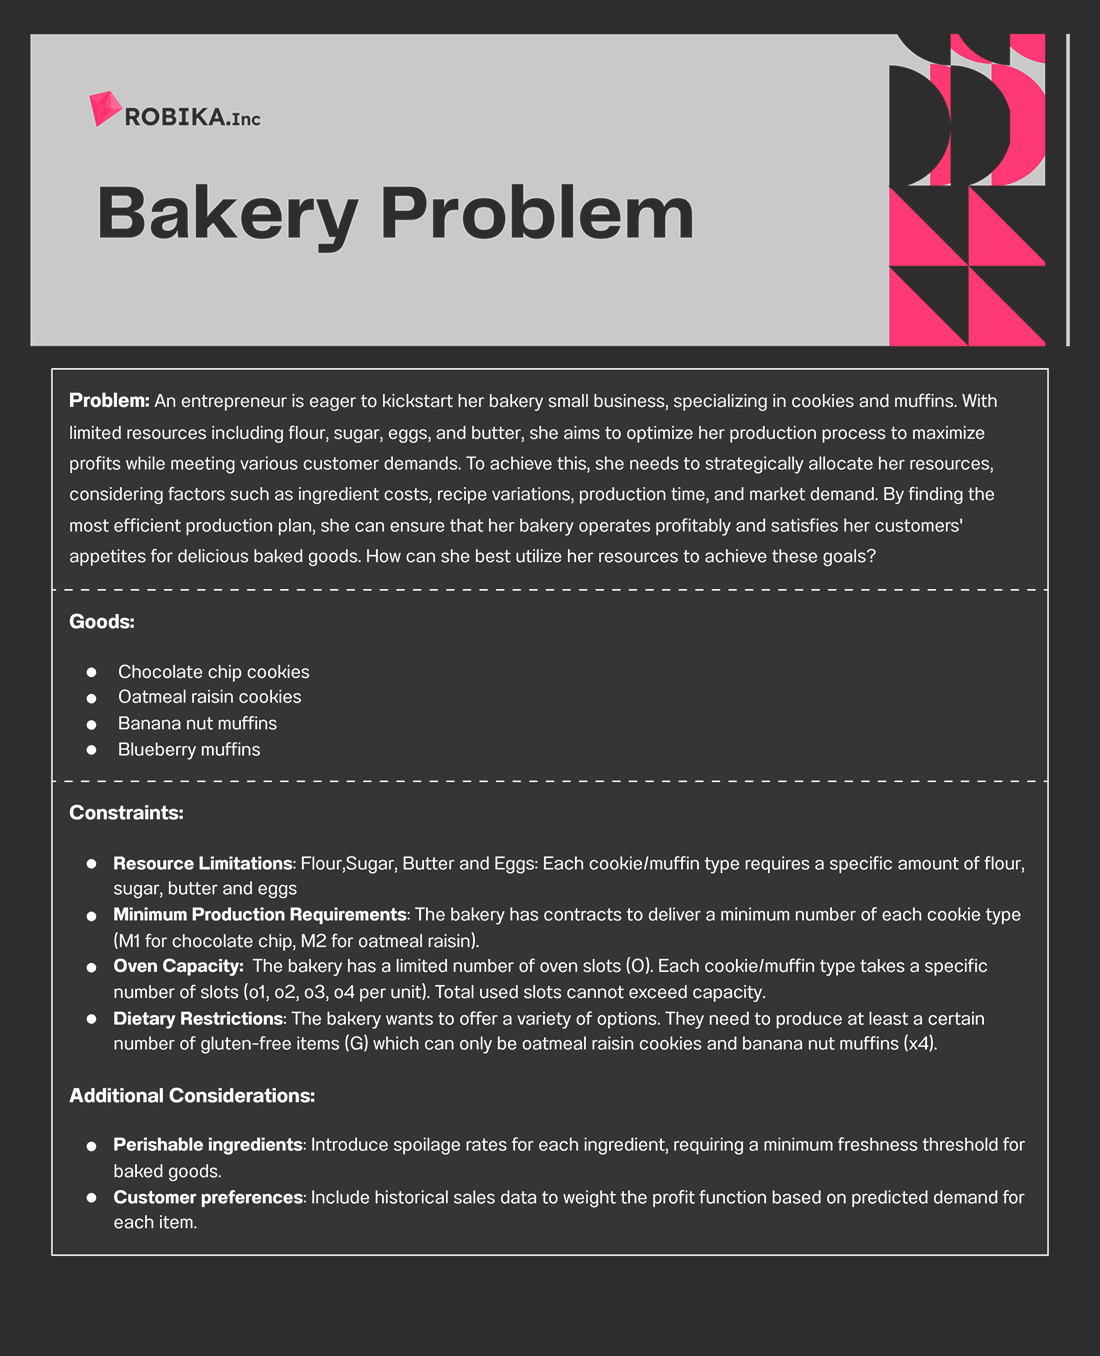 ROBIKA.Inc
Bakery Problem
Problem: An entrepreneur is eager to kickstart her bakery small business, specializing in cookies and muffins. With
limited resources including flour, sugar, eggs, and butter, she aims to optimize her production process to maximize
profits while meeting various customer demands. To achieve this, she needs to strategically allocate her resources,
considering factors such as ingredient costs, recipe variations, production time, and market demand. By finding the
most efficient production plan, she can ensure that her bakery operates profitably and satisfies her customers'
appetites for delicious baked goods. How can she best utilize her resources to achieve these goals?
Goods:
● Chocolate chip cookies
● Oatmeal raisin cookies
● Banana nut muffins
● Blueberry muffins
Constraints:
● Resource Limitations: Flour,Sugar, Butter and Eggs: Each cookie/muffin type requires a specific amount of flour,
sugar, butter and eggs
● Minimum Production Requirements: The bakery has contracts to deliver a minimum number of each cookie type
(M1 for chocolate chip, M2 for oatmeal raisin).
● Oven Capacity: The bakery has a limited number of oven slots (O). Each cookie/muffin type takes a specific
number of slots (o1, o2, o3, o4 per unit). Total used slots cannot exceed capacity.
● Dietary Restrictions: The bakery wants to offer a variety of options. They need to produce at least a certain
number of gluten-free items (G) which can only be oatmeal raisin cookies and banana nut muffins (x4).
Additional Considerations:
● Perishable ingredients: Introduce spoilage rates for each ingredient, requiring a minimum freshness threshold for
baked goods.
● Customer preferences: Include historical sales data to weight the profit function based on predicted demand for
each item.